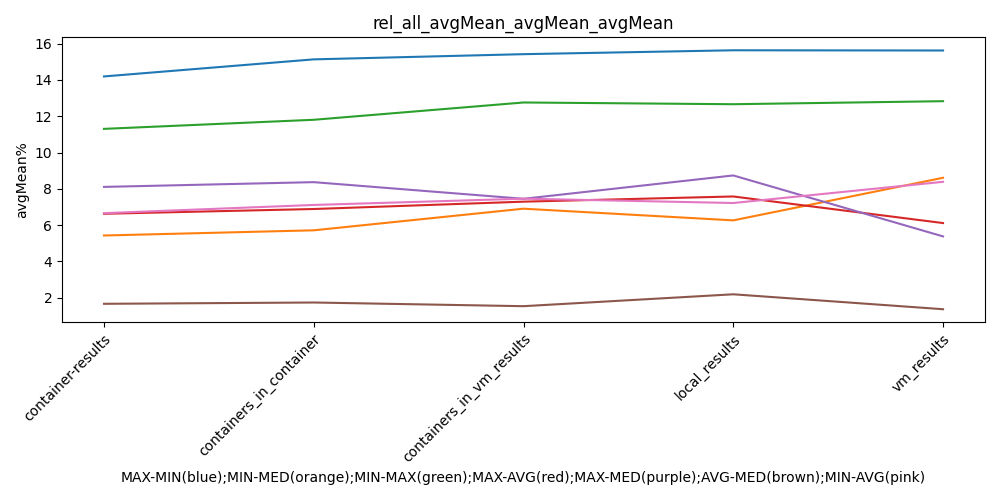 rel_all_avgMean_avgMean_avgMean
avgMean%
16
14
12
10
8
6
4
2
container-results
containers_in_container
containers_in_vm_results
local_results
vm_results
MAX-MIN(blue);MIN-MED(orange);MIN-MAX(green);MAX-AVG(red);MAX-MED(purple);AVG-MED(brown);MIN-AVG(pink)